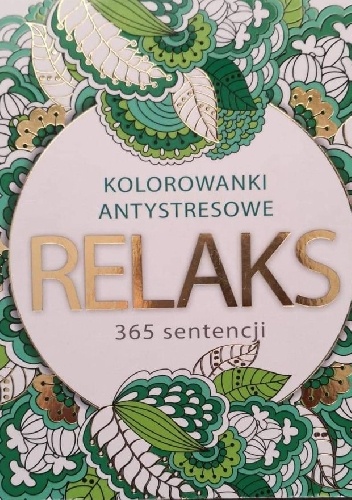 KOLOROWANKI
ANTYSTRESOWE
RELAKS
365 sentencji